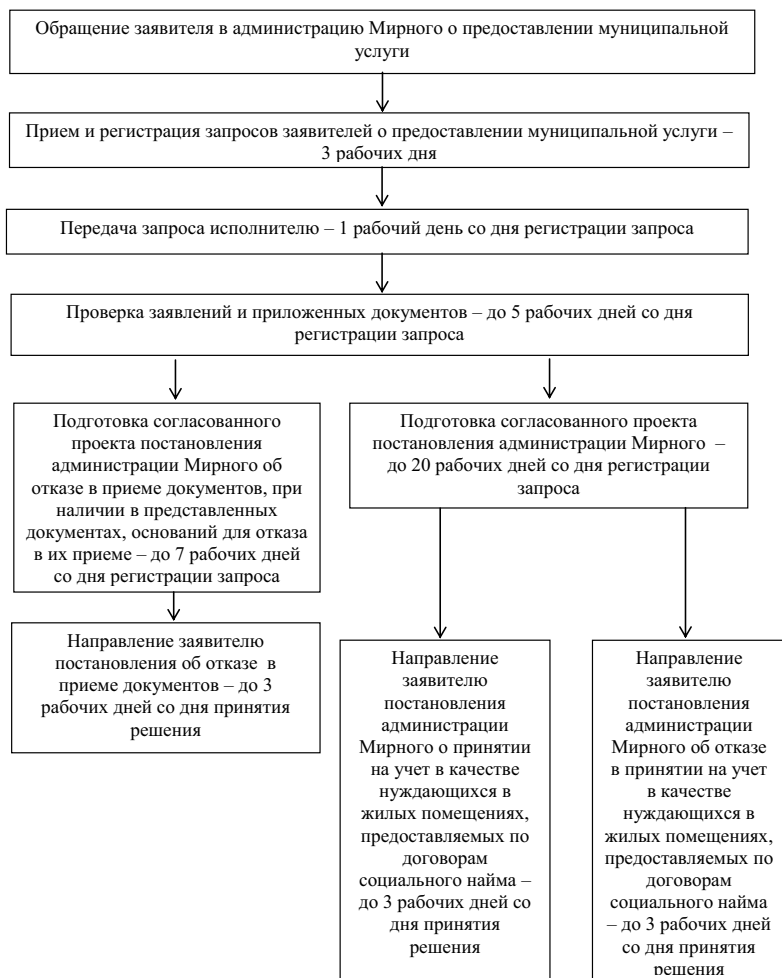 Обращение заявителя в администрацию Мирного о предоставлении муниципальной
услуги
Прием и регистрация запросов заявителей о предоставлении муниципальной услуги –
3 рабочих дня
Передача запроса исполнителю – 1 рабочий день со дня регистрации запроса
Проверка заявлений и приложенных документов – до 5 рабочих дней со дня
регистрации запроса
Подготовка согласованного
проекта постановления
администрации Мирного об
отказе в приеме документов, при
наличии в представленных
документах, оснований для отказа
в их приеме – до 7 рабочих дней
со дня регистрации запроса
Подготовка согласованного проекта
постановления администрации Мирного –
до 20 рабочих дней со дня регистрации
запроса
Направление заявителю
постановления об отказе в
приеме документов – до 3
рабочих дней со дня принятия
решения
Направление
заявителю
постановления
администрации
Мирного о принятии
на учет в качестве
нуждающихся в
жилых помещениях,
предоставляемых по
договорам
социального найма –
до 3 рабочих дней со
дня принятия
решения
Направление
заявителю
постановления
администрации
Мирного об отказе
в принятии на учет
в качестве
нуждающихся в
жилых помещениях,
предоставляемых по
договорам
социального найма
– до 3 рабочих дней
со дня принятия
решения